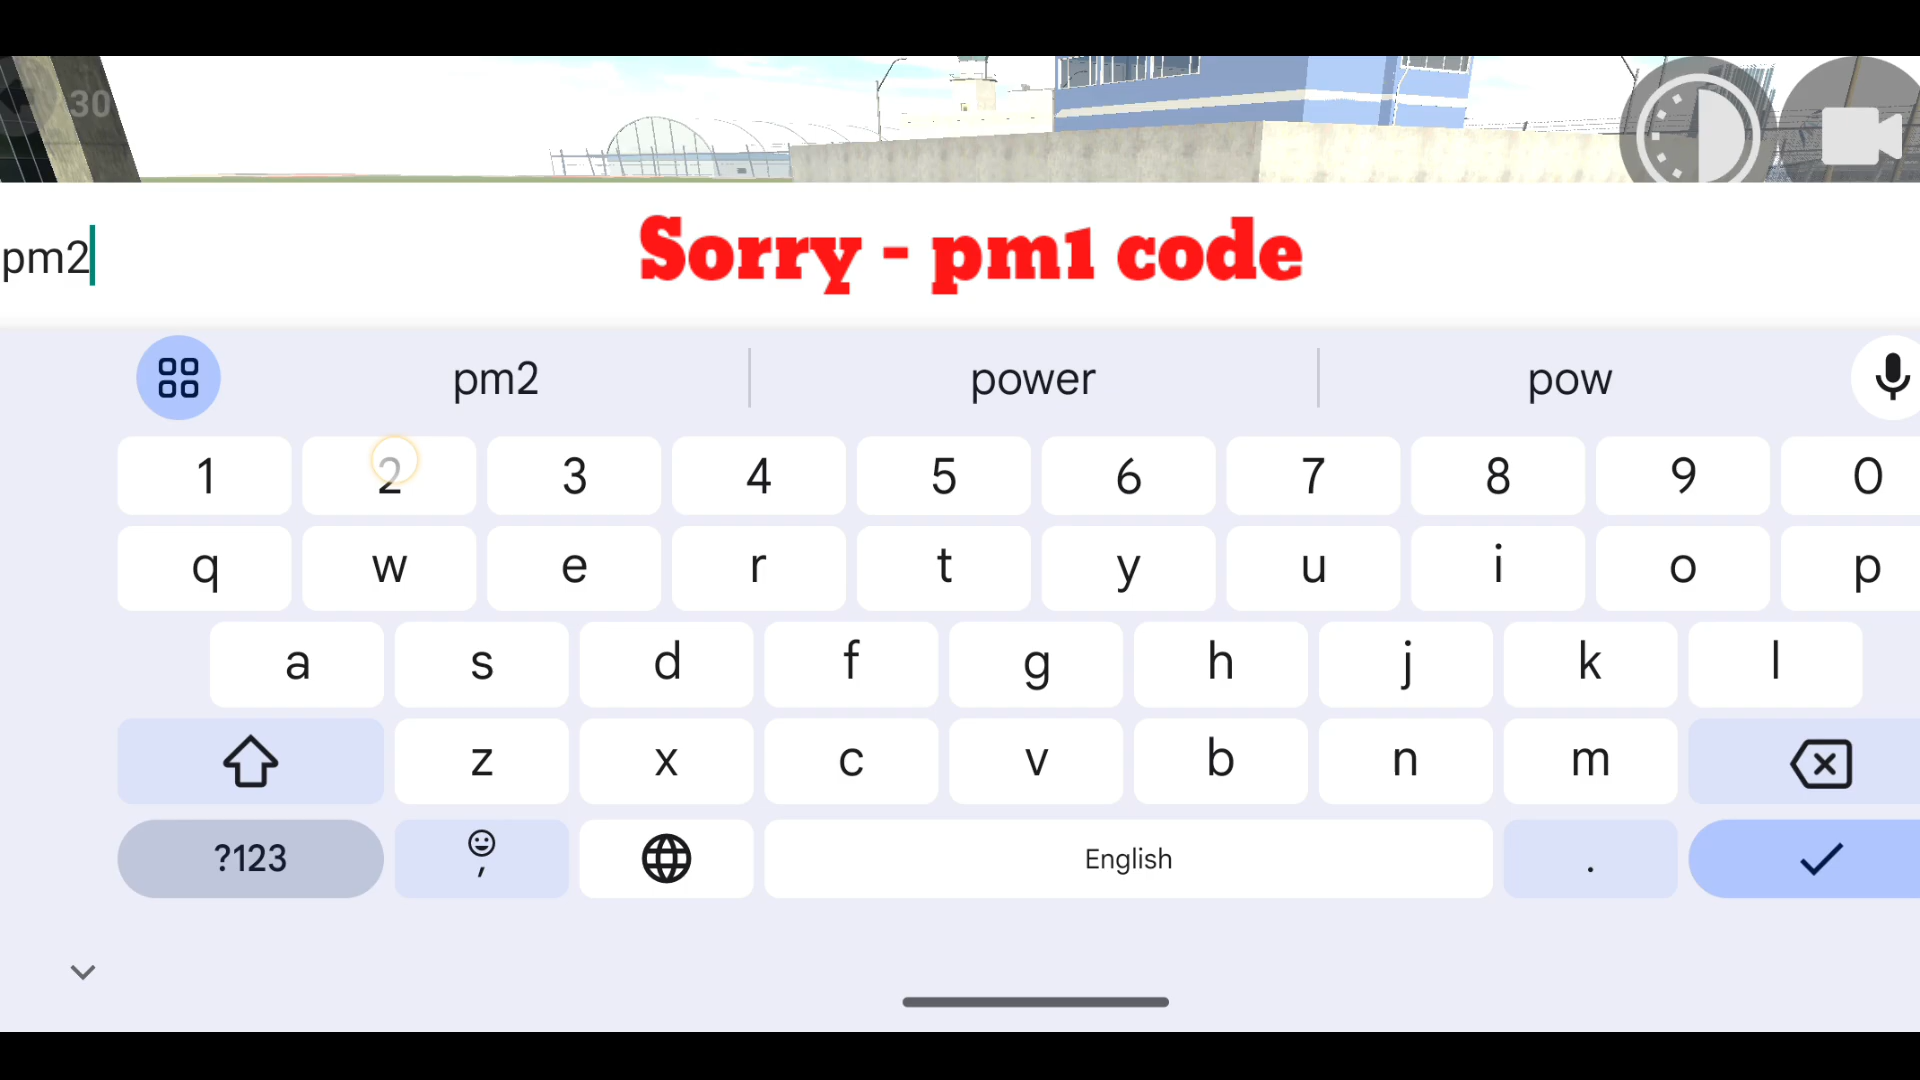 30
pm2
Sorry - pm1 code
pm2 power pow
1 2 3 4 5 6 7 8 9 0
q w e r t y u i o p
a s d f g h j k l
z x c v b n m
?123 , English .